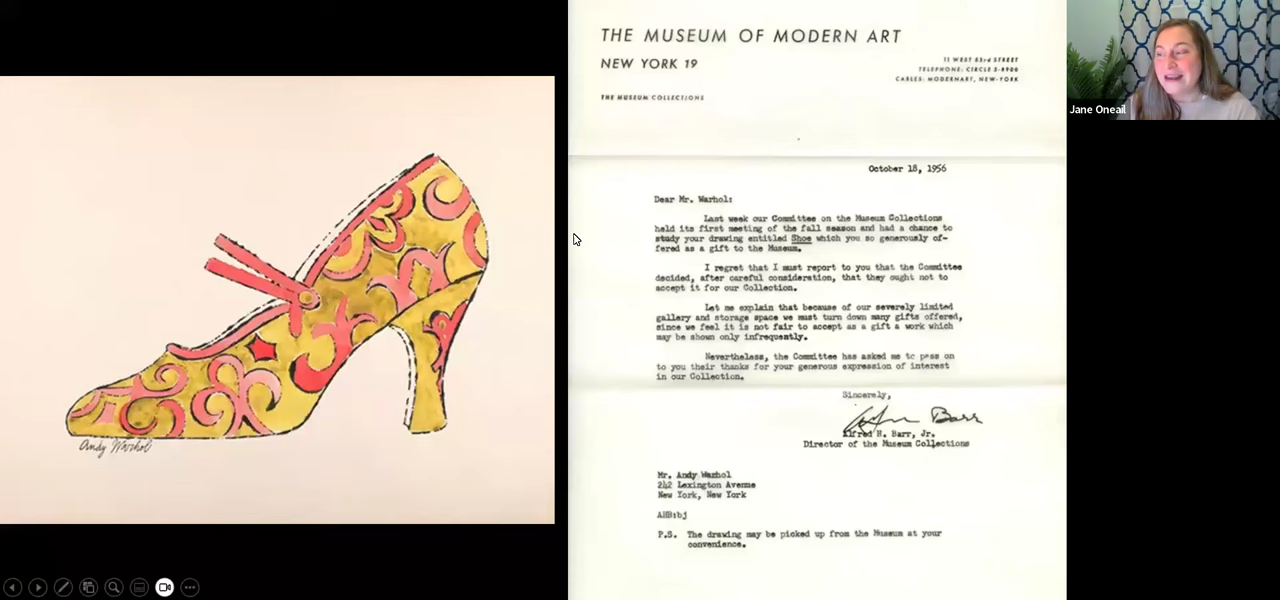 Andy Warhol
THE MUSEUM OF MODERN ART
NEW YORK 19
11 WEST 53rd STREET
TELEPHONE: CIRCLE 5-8900
CABLES: MODERNART, NEW-YORK
THE MUSEUM COLLECTIONS
October 18, 1956
Dear Mr. Warhol:
Last week our Committee on the Museum Collections
held its first meeting of the fall season and had a chance to
study your drawing entitled Shoe which you so generously of-
fered as a gift to the Museum.
I regret that I must report to you that the Committee
decided, after careful consideration, that they ought not to
accept it for our Collection.
Let me explain that because of our severely limited
gallery and storage space we must turn down many gifts offered,
since we feel it is not fair to accept as a gift a work which
may be shown only infrequently.
Nevertheless, the Committee has asked me to pass on
to you their thanks for your generous expression of interest
in our Collection.
Sincerely,
Alfred H. Barr, Jr.
Director of the Museum Collections
Mr. Andy Warhol
242 Lexington Avenue
New York, New York
AHB:bj
P.S. The drawing may be picked up from the Museum at your
convenience.
Jane Oneail